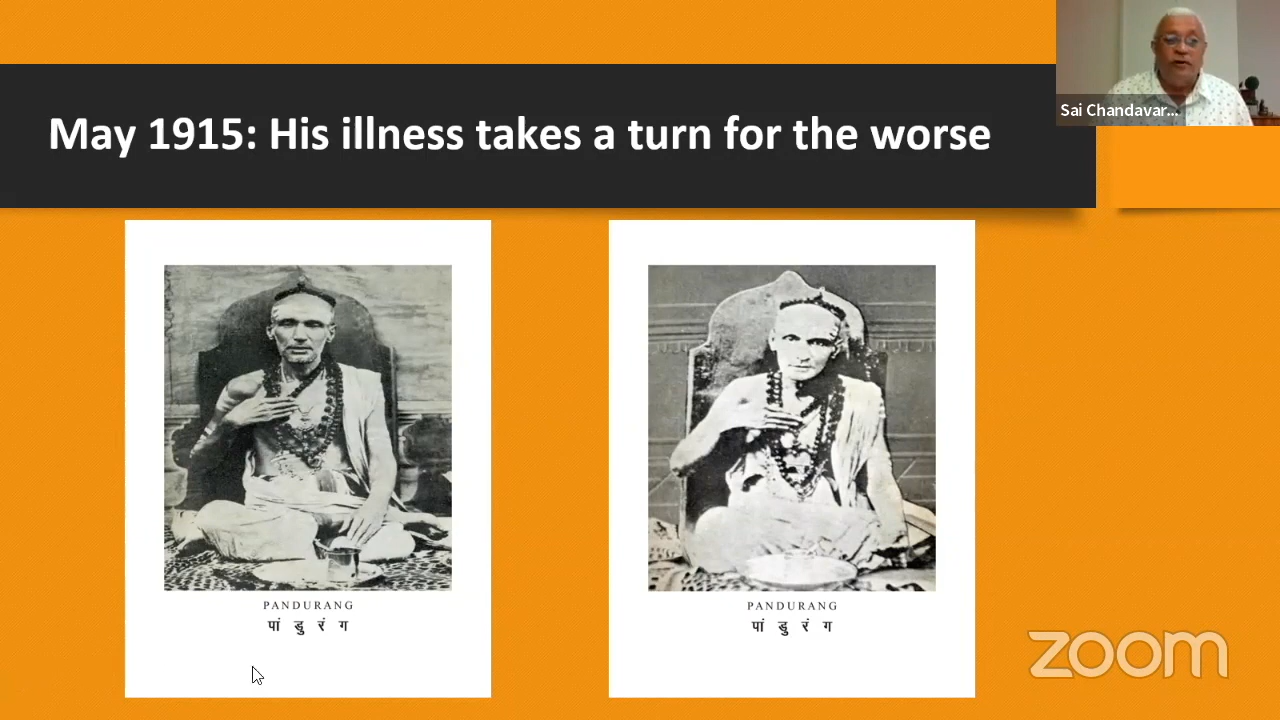 May 1915: His illness takes a turn for the worse
Sai Chandavar...
PANDURANG
पां डु रं ग
PANDURANG
पां डु रं ग
zoom